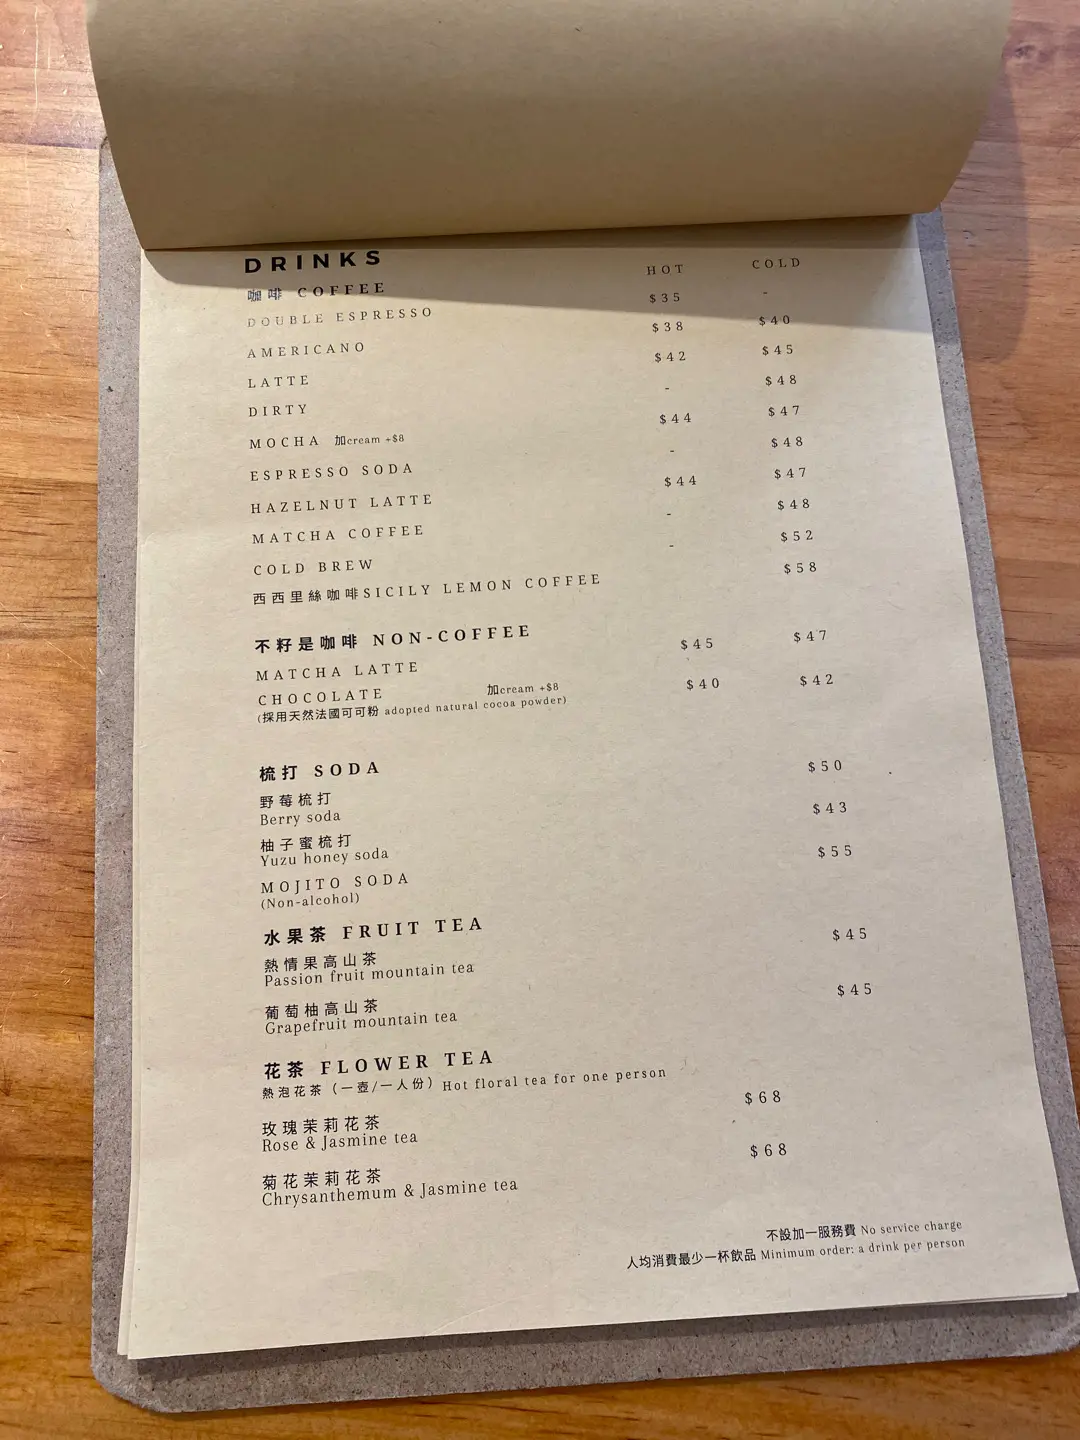 DRINKS HOT COLD
咖啡 COFFEE
DOUBLE ESPRESSO $35 -
AMERICANO $38 $40
LATTE $42 $45
DIRTY - $48
MOCHA 加cream +$8 $44 $47
ESPRESSO SODA - $48
HAZELNUT LATTE $44 $47
MATCHA COFFEE - $48
COLD BREW - $52
西西里絲咖啡SICILY LEMON COFFEE $58
不籽是咖啡 NON-COFFEE
MATCHA LATTE $45 $47
CHOCOLATE 加cream +$8 $40 $42
(採用天然法國可可粉 adopted natural cocoa powder)
梳打 SODA
野莓梳打 $50
Berry soda
柚子蜜梳打 $43
Yuzu honey soda
MOJITO SODA $55
(Non-alcohol)
水果茶 FRUIT TEA
熱情果高山茶 $45
Passion fruit mountain tea
葡萄柚高山茶 $45
Grapefruit mountain tea
花茶 FLOWER TEA
熱泡花茶（一壺/一人份）Hot floral tea for one person
玫瑰茉莉花茶 $68
Rose & Jasmine tea
菊花茉莉花茶 $68
Chrysanthemum & Jasmine tea
不設加一服務費 No service charge
人均消費最少一杯飲品 Minimum order: a drink per person